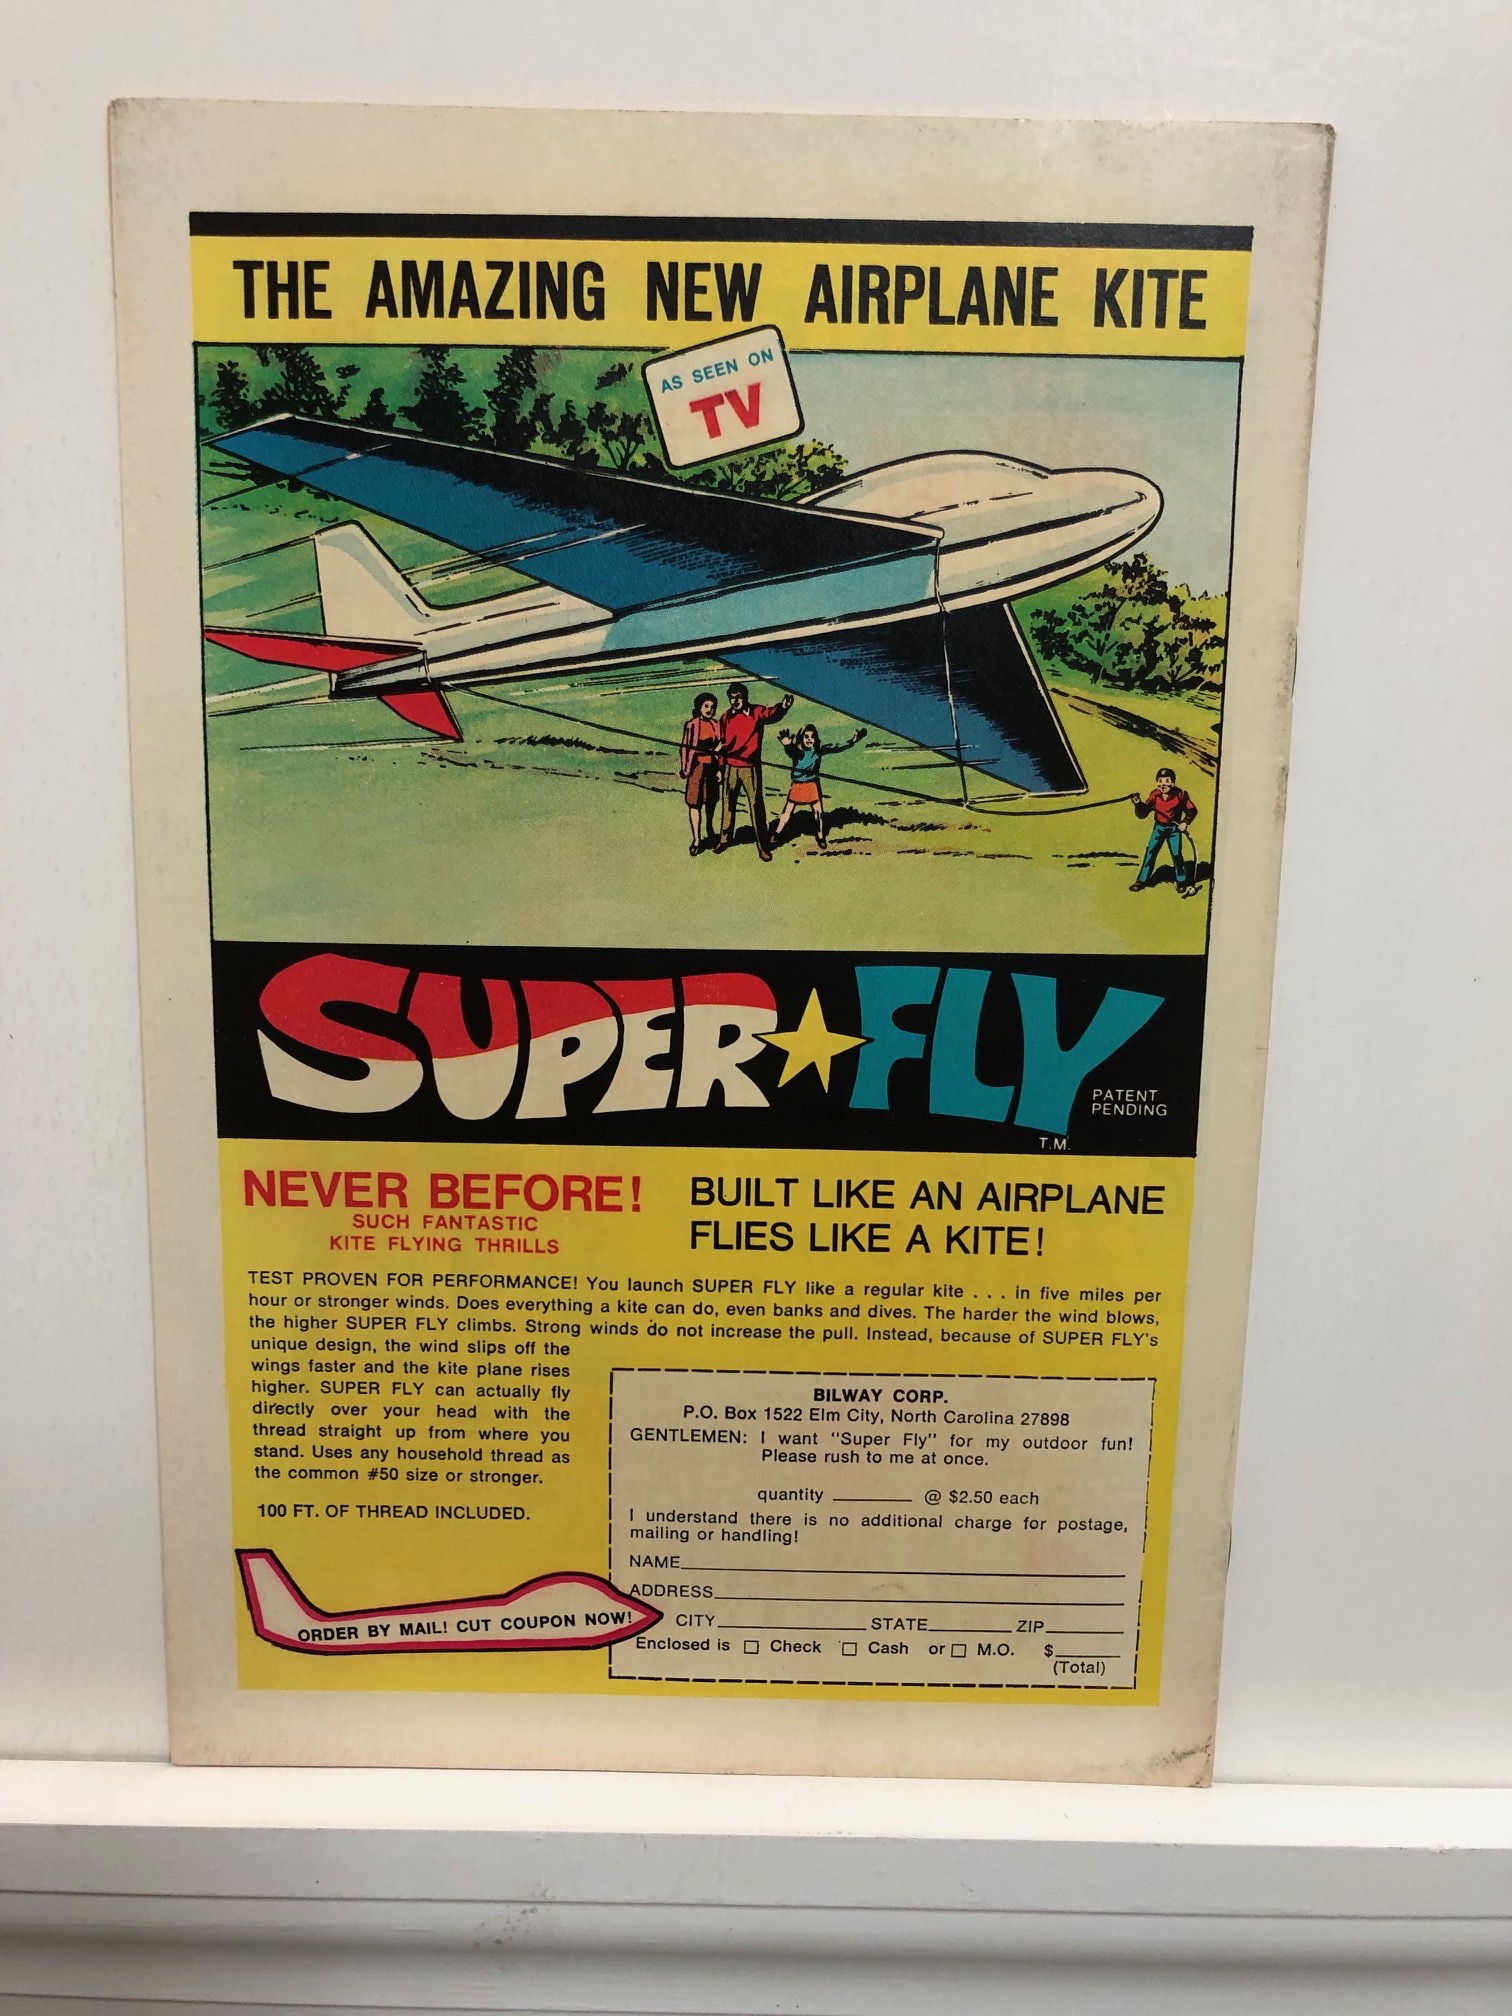 THE AMAZING NEW AIRPLANE KITE
AS SEEN ON
TV
SUPER FLY
PATENT
PENDING
T.M.
NEVER BEFORE!
SUCH FANTASTIC
KITE FLYING THRILLS
BUILT LIKE AN AIRPLANE
FLIES LIKE A KITE!
TEST PROVEN FOR PERFORMANCE! You launch SUPER FLY like a regular kite . . . in five miles per
hour or stronger winds. Does everything a kite can do, even banks and dives. The harder the wind blows,
the higher SUPER FLY climbs. Strong winds do not increase the pull. Instead, because of SUPER FLY's
unique design, the wind slips off the
wings faster and the kite plane rises
higher. SUPER FLY can actually fly
directly over your head with the
thread straight up from where you
stand. Uses any household thread as
the common #50 size or stronger.
100 FT. OF THREAD INCLUDED.
ORDER BY MAIL! CUT COUPON NOW!
BILWAY CORP.
P.O. Box 1522 Elm City, North Carolina 27898
GENTLEMEN: I want "Super Fly" for my outdoor fun!
Please rush to me at once.
quantity ________ @ $2.50 each
I understand there is no additional charge for postage,
mailing or handling!
NAME
ADDRESS
CITY STATE ZIP
Enclosed is □ Check □ Cash or □ M.O. $
(Total)